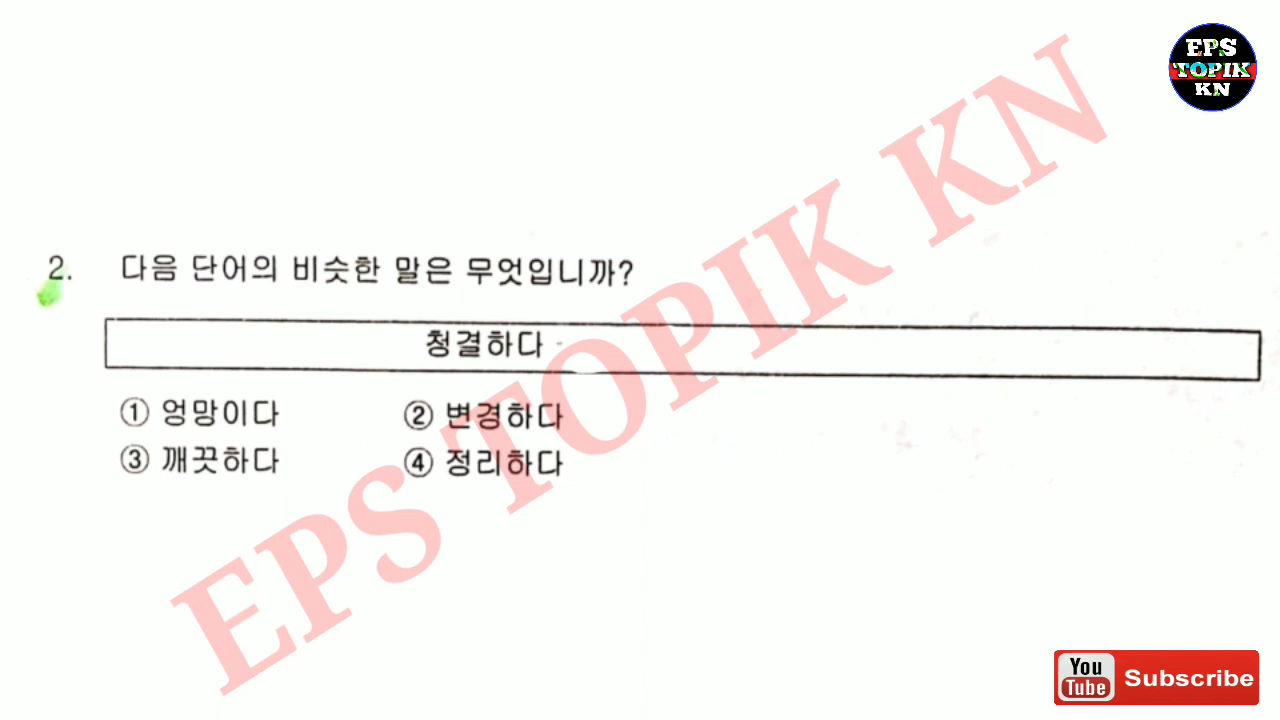 EPS
TOPIK
KN
2. 다음 단어의 비슷한 말은 무엇입니까?
청결하다
① 엉망이다 ② 변경하다
③ 깨끗하다 ④ 정리하다
EPS TOPIK KN
You
Tube
Subscribe